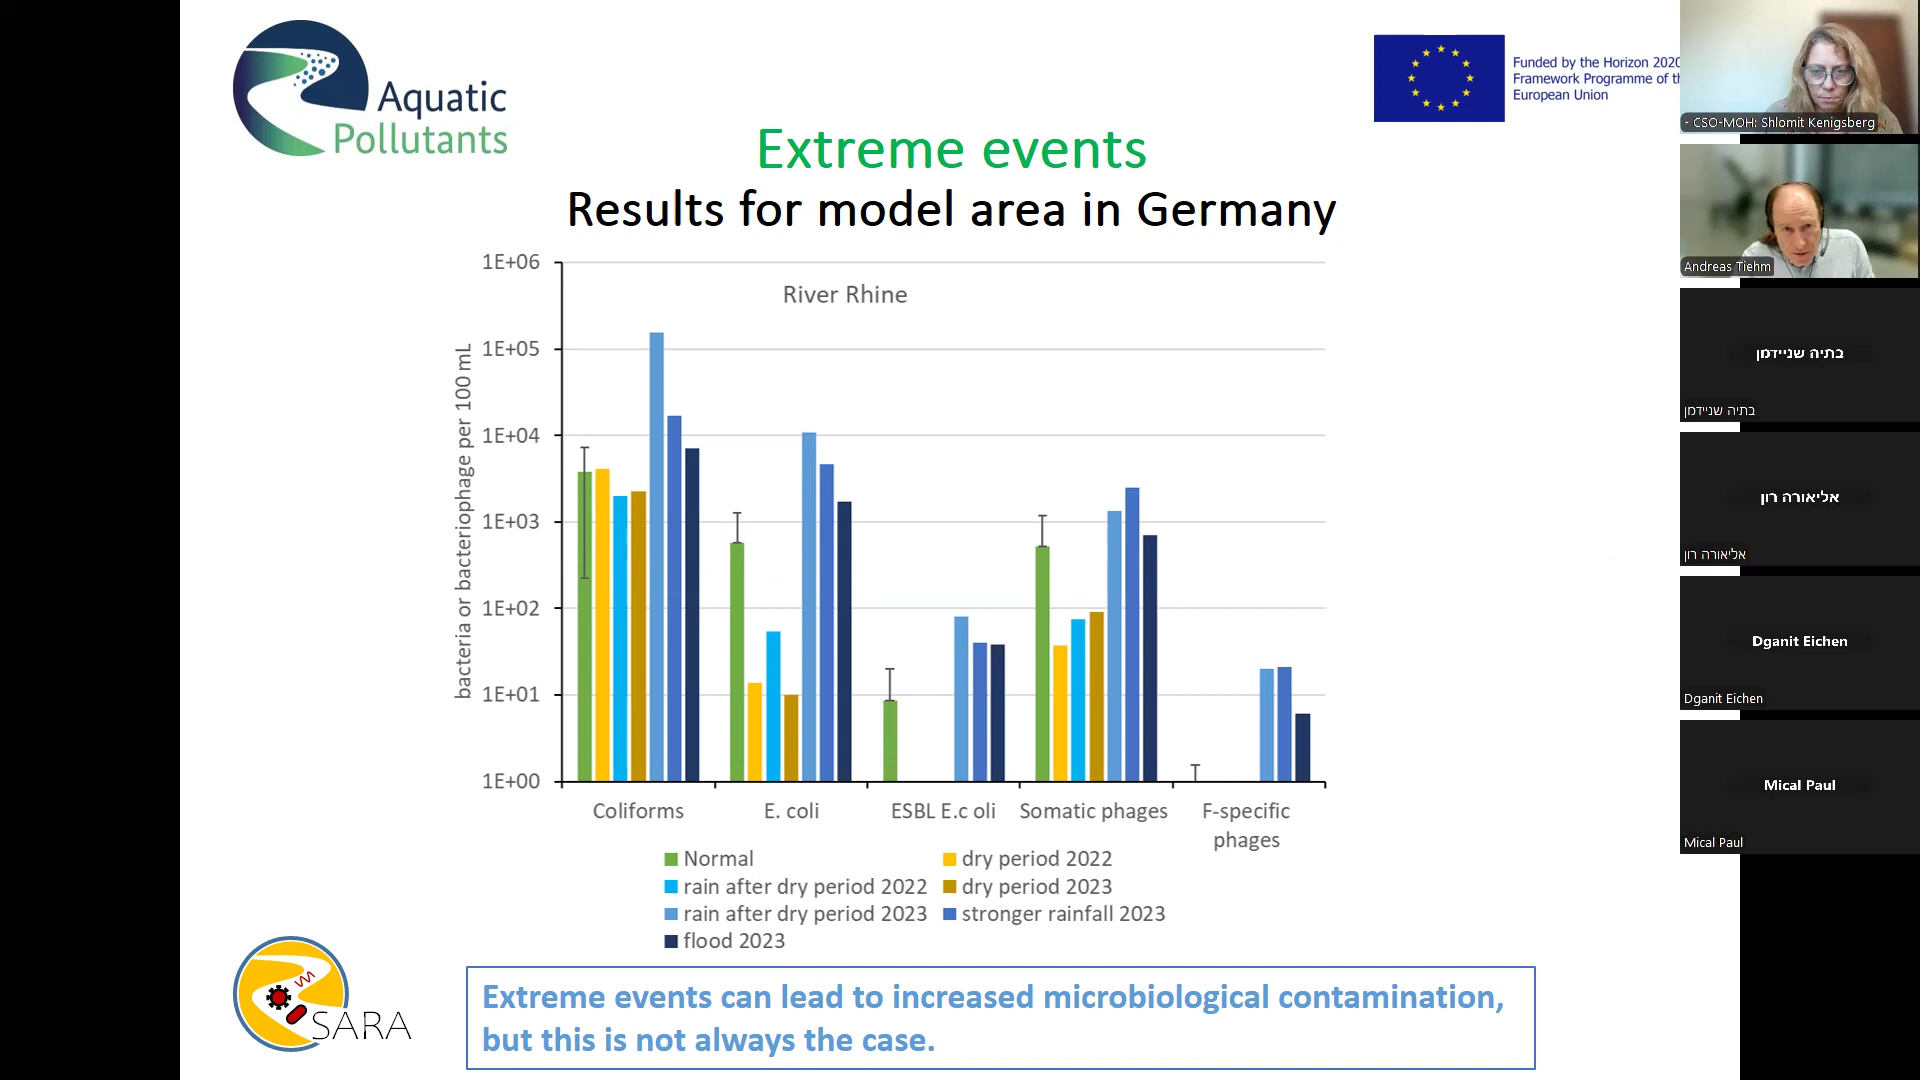 Aquatic
Pollutants
Funded by the Horizon 2020
Framework Programme of th
European Union
Extreme events
Results for model area in Germany
River Rhine
bacteria or bacteriophage per 100 mL
1E+06
1E+05
1E+04
1E+03
1E+02
1E+01
1E+00
Coliforms
E. coli
ESBL E.c oli
Somatic phages
F-specific
phages
Normal
dry period 2022
rain after dry period 2022
dry period 2023
rain after dry period 2023
stronger rainfall 2023
flood 2023
SARA
Extreme events can lead to increased microbiological contamination,
but this is not always the case.
- CSO-MOH: Shlomit Kenigsberg
Andreas Tiehm
בתיה שניידמן
בתיה שניידמן
אליאורה רון
אליאורה רון
Dganit Eichen
Dganit Eichen
Mical Paul
Mical Paul